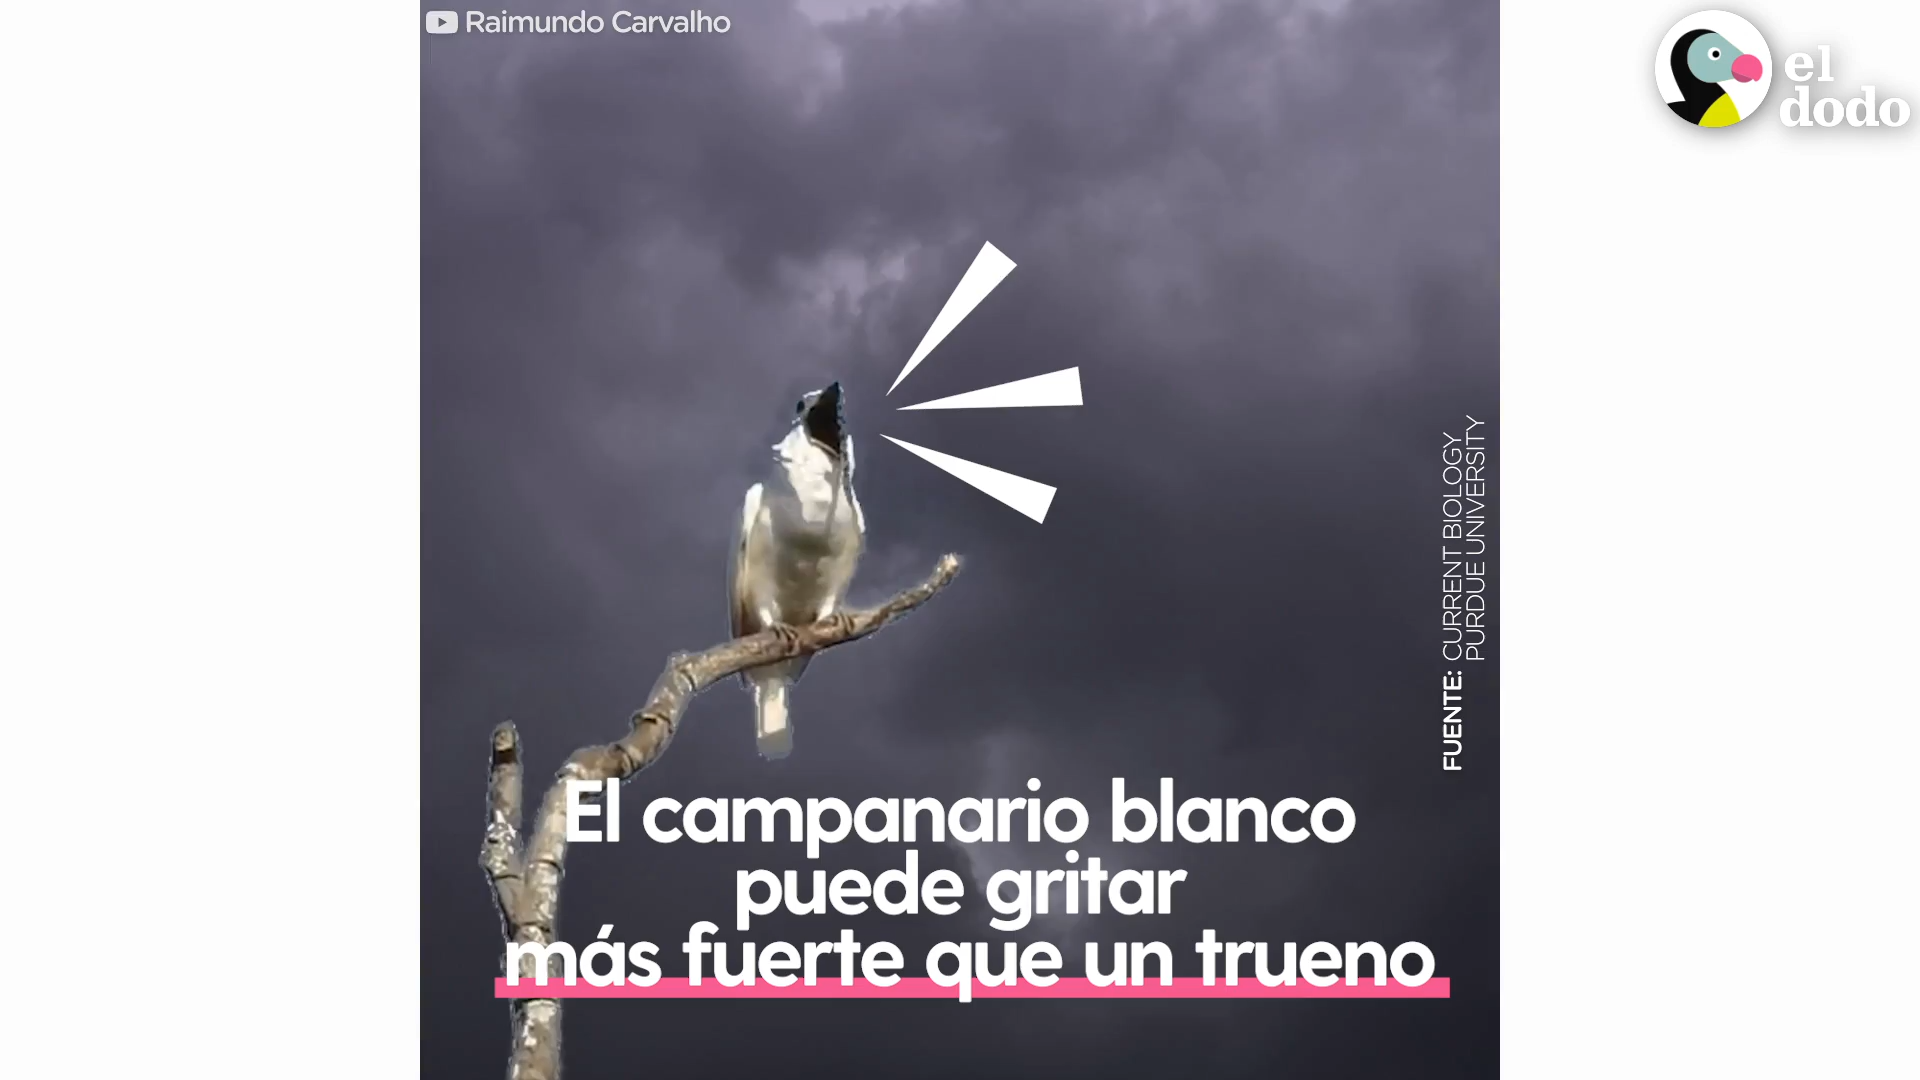 Raimundo Carvalho
el
dodo
FUENTE: CURRENT BIOLOGY
PURDUE UNIVERSITY
El campanario blanco
puede gritar
más fuerte que un trueno